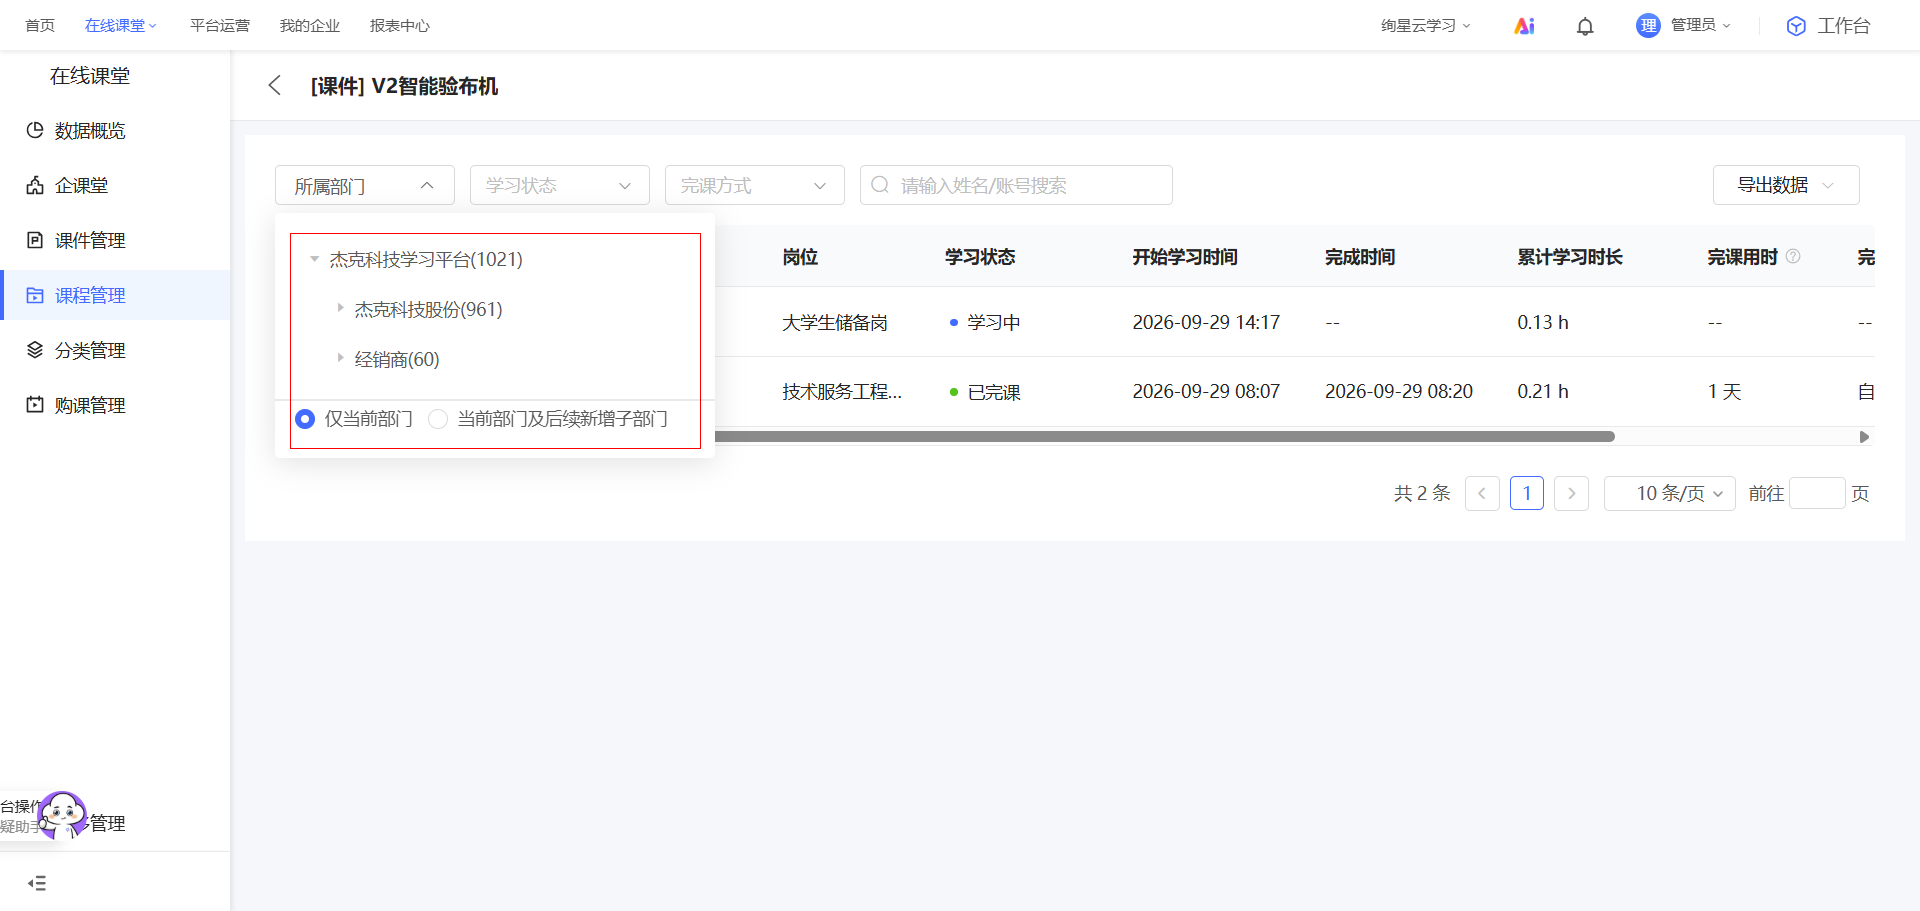 首页 在线课堂 平台运营 我的企业 报表中心 绚星云学习 Ai 理 管理员 工作台
在线课堂
数据概览
企课堂
课件管理
课程管理
分类管理
购课管理
台操作
疑助手
管理
[课件] V2智能验布机
所属部门 学习状态 完课方式 请输入姓名/账号搜索 导出数据
杰克科技学习平台(1021)
杰克科技股份(961)
经销商(60)
仅当前部门 当前部门及后续新增子部门
岗位 学习状态 开始学习时间 完成时间 累计学习时长 完课用时 完
大学生储备岗 学习中 2026-09-29 14:17 -- 0.13 h -- --
技术服务工程... 已完课 2026-09-29 08:07 2026-09-29 08:20 0.21 h 1 天 自
共 2 条 1 10 条/页 前往 页